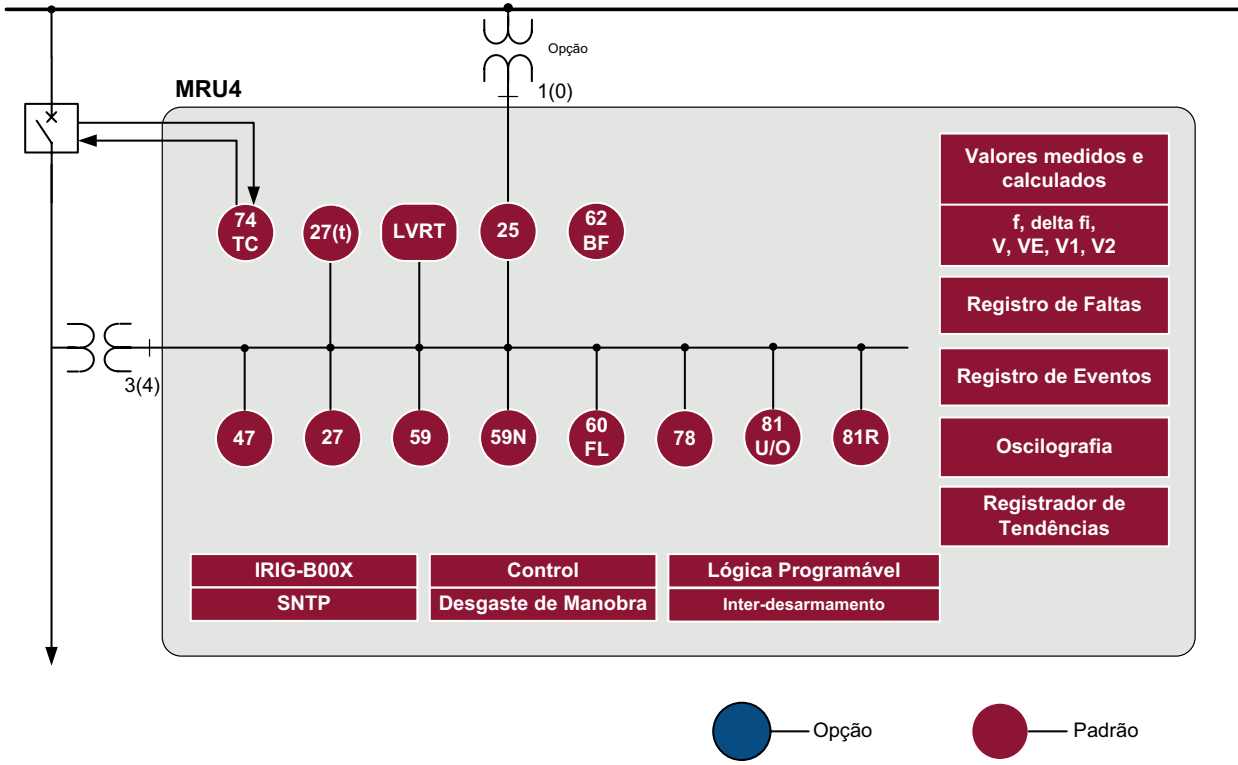 Opção
1(0)
MRU4
74
TC
27(t)
LVRT
25
62
BF
Valores medidos e
calculados
f, delta fi,
V, VE, V1, V2
Registro de Faltas
Registro de Eventos
Oscilografia
Registrador de
Tendências
3(4)
47
27
59
59N
60
FL
78
81
U/O
81R
IRIG-B00X
SNTP
Control
Desgaste de Manobra
Lógica Programável
Inter-desarmamento
Opção
Padrão